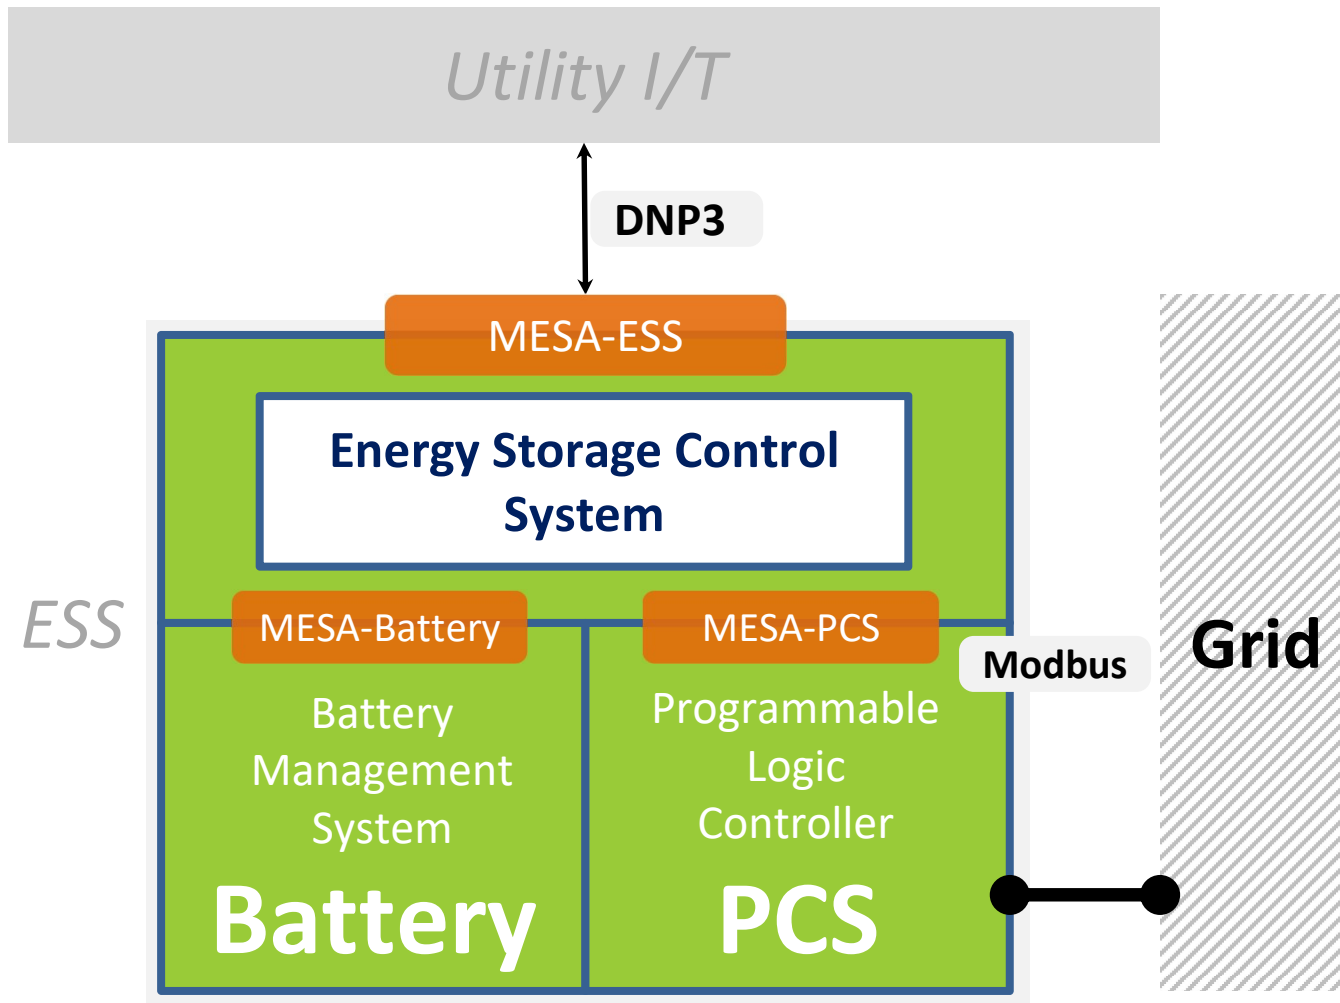 Utility I/T
DNP3
MESA-ESS
Energy Storage Control
System
ESS
MESA-Battery
MESA-PCS
Modbus
Grid
Battery
Management
System
Programmable
Logic
Controller
Battery
PCS